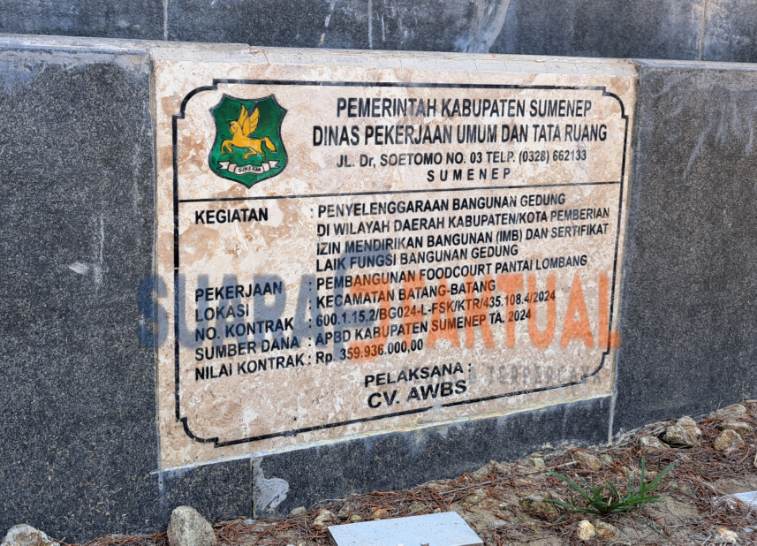 PEMERINTAH KABUPATEN SUMENEP
DINAS PEKERJAAN UMUM DAN TATA RUANG
JL. Dr, SOETOMO NO. 03 TELP. (0328) 662133
SUMENEP
KEGIATAN : PENYELENGGARAAN BANGUNAN GEDUNG
DI WILAYAH DAERAH KABUPATEN/KOTA PEMBERIAN
IZIN MENDIRIKAN BANGUNAN (IMB) DAN SERTIFIKAT
LAIK FUNGSI BANGUNAN GEDUNG
PEKERJAAN : PEMBANGUNAN FOODCOURT PANTAI LOMBANG
LOKASI : KECAMATAN BATANG-BATANG
NO. KONTRAK : 600.1.15.2/BG024-L-FSK/KTR/435.108.4/2024
SUMBER DANA : APBD KABUPATEN SUMENEP TA. 2024
NILAI KONTRAK : Rp. 359.936.000,00
PELAKSANA :
CV. AWBS